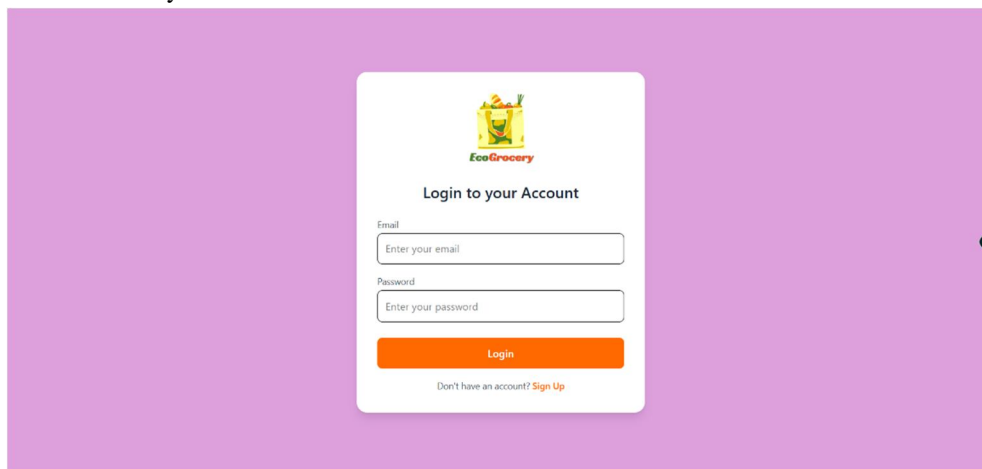 EcoGrocery
Login to your Account
Email
Enter your email
Password
Enter your password
Login
Don't have an account? Sign Up